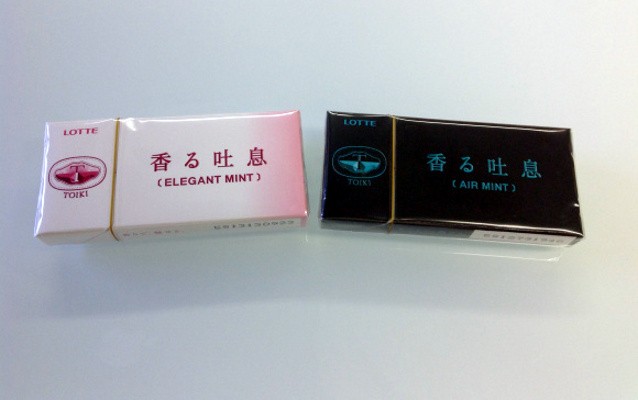 LOTTE
TOIKI
香る吐息
(ELEGANT MINT)
LOTTE
TOIKI
香る吐息
(AIR MINT)